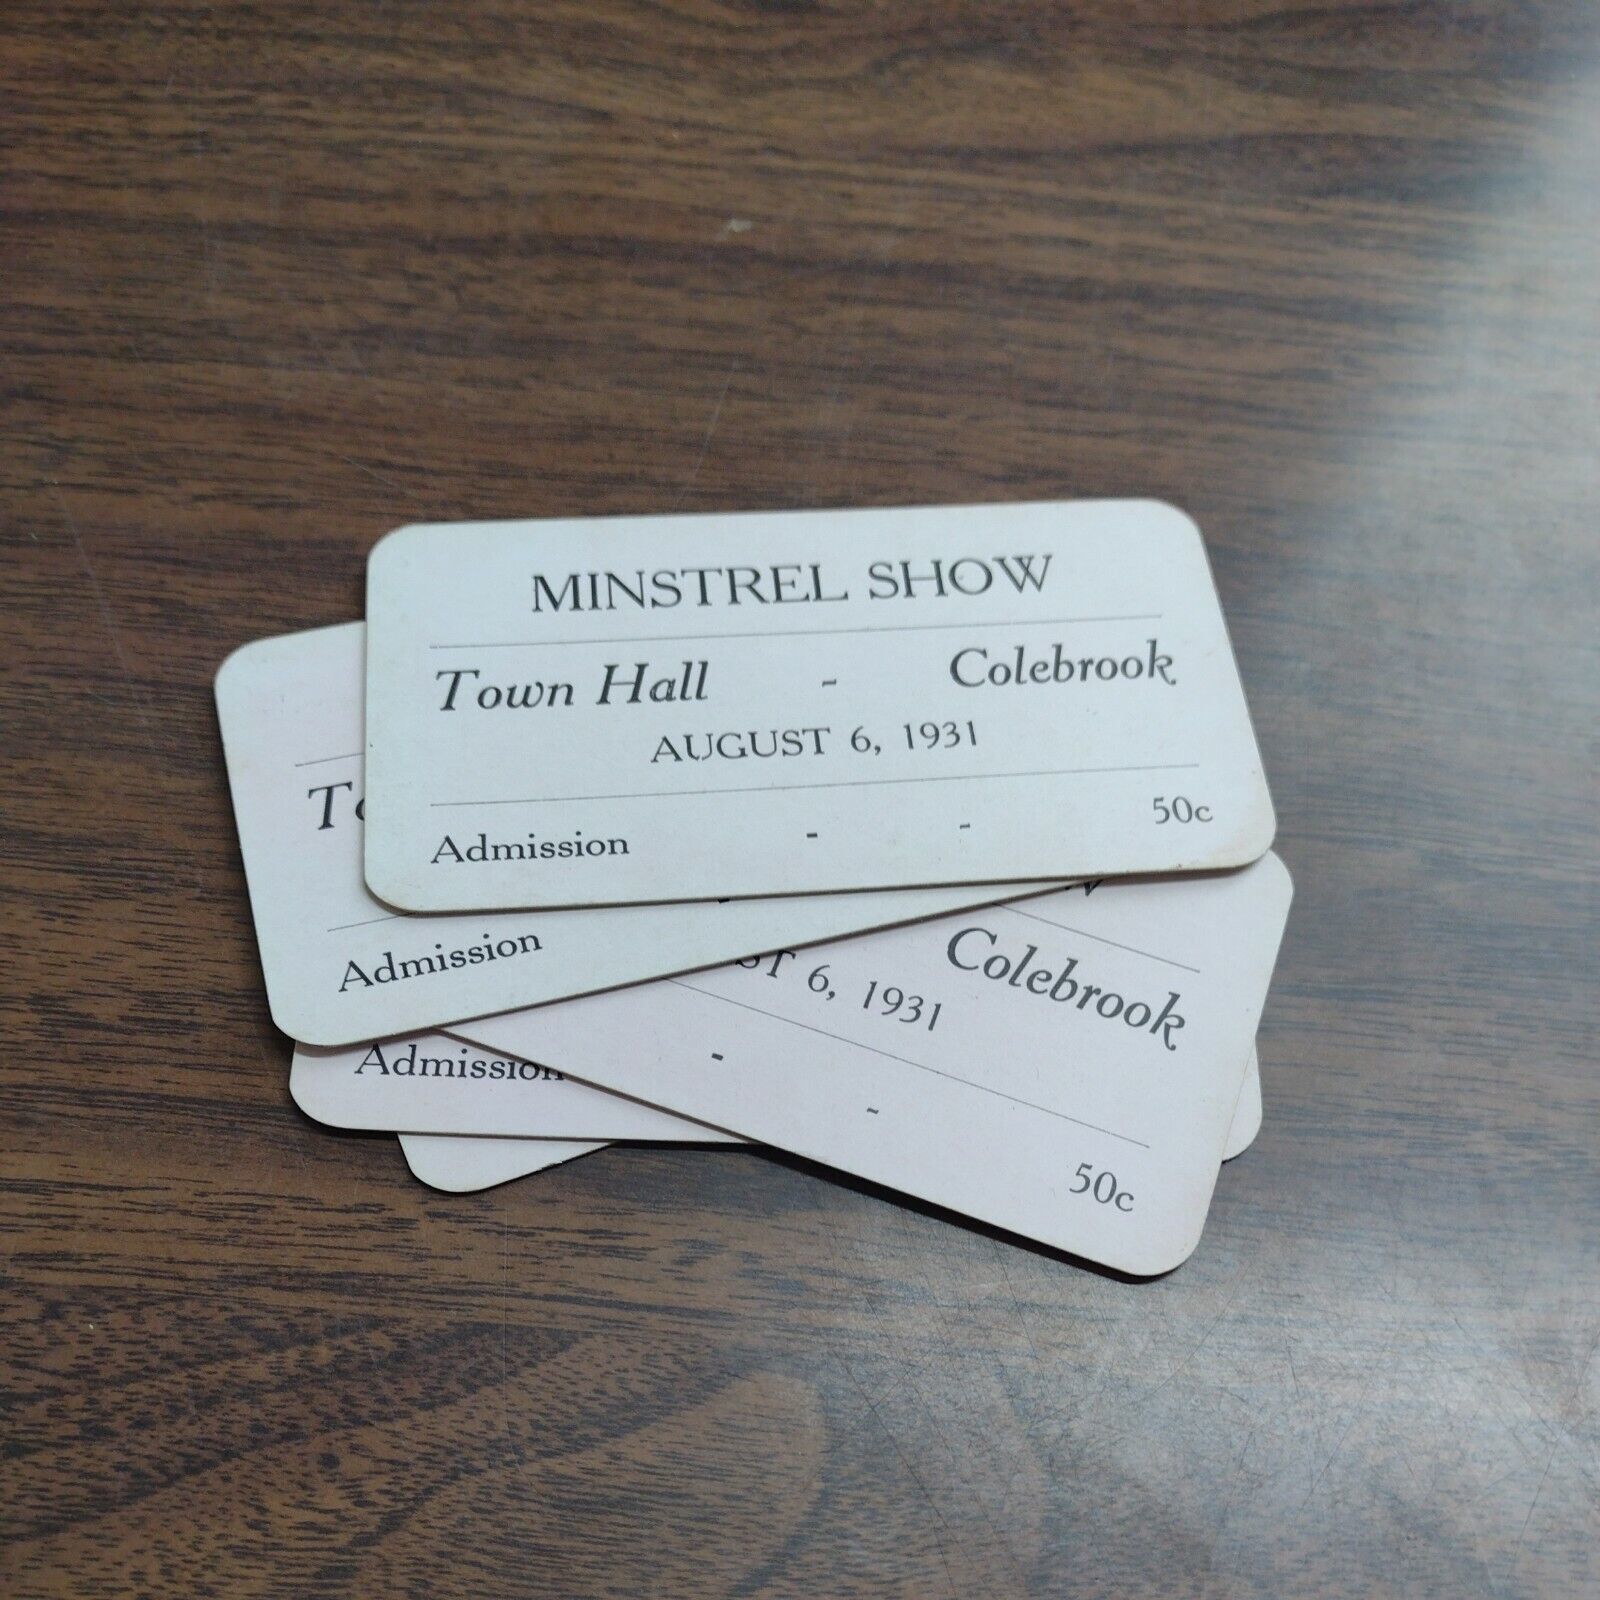 MINSTREL SHOW
Town Hall - Colebrook
AUGUST 6, 1931
Admission - - 50c
Admission
Colebrook
6, 1931
Admission - - 50c